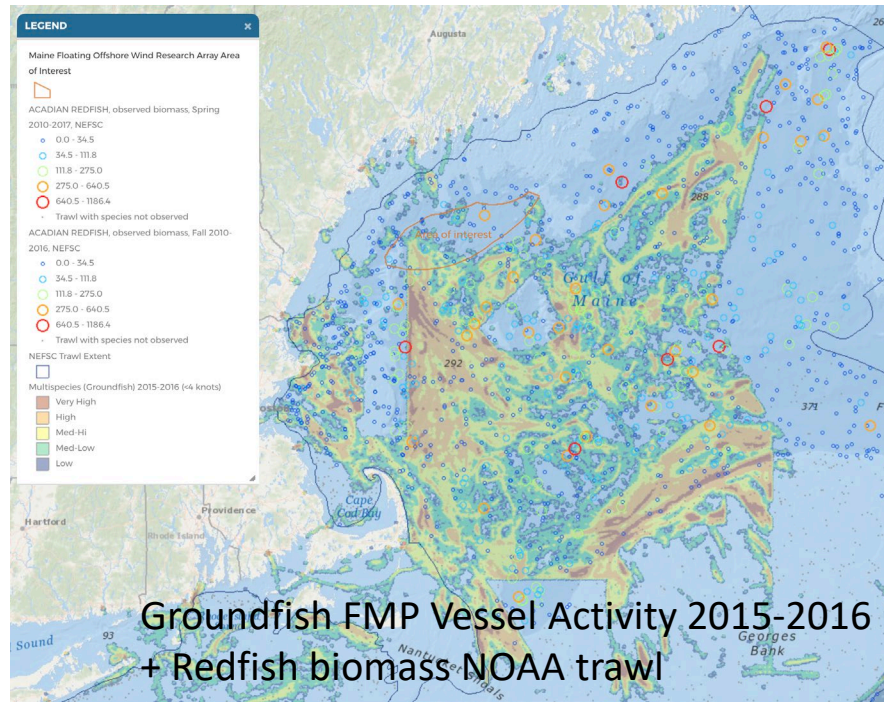 LEGEND ×
Maine Floating Offshore Wind Research Array Area
of Interest
ACADIAN REDFISH, observed biomass, Spring
2010-2017, NEFSC
0.0 - 34.5
34.5 - 111.8
111.8 - 275.0
275.0 - 640.5
640.5 - 1186.4
Trawl with species not observed
ACADIAN REDFISH, observed biomass, Fall 2010-
2016, NEFSC
0.0 - 34.5
34.5 - 111.8
111.8 - 275.0
275.0 - 640.5
640.5 - 1186.4
Trawl with species not observed
NEFSC Trawl Extent
Multispecies (Groundfish) 2015-2016 (<4 knots)
Very High
High
Med-Hi
Med-Low
Low
Augusta
26
288
Area of interest
Gulf of
Maine
292
371
F
Cape
Cod Bay
Providence
Hartford
Rhode Island
Sound
93
Nantucket Shoals
Georges
Bank
Groundfish FMP Vessel Activity 2015-2016
+ Redfish biomass NOAA trawl